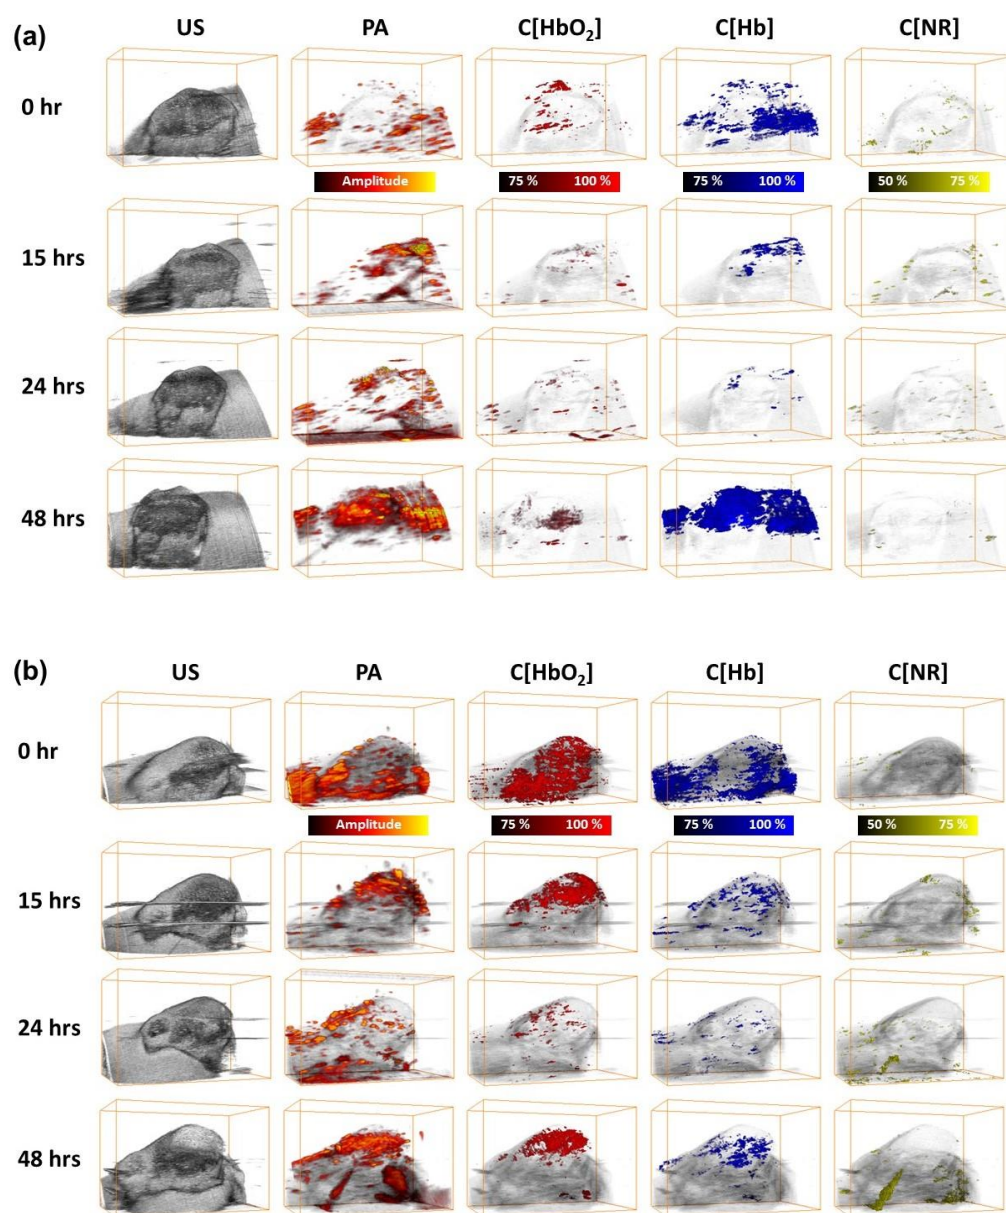 (a)
US PA C[HbO₂] C[Hb] C[NR]
0 hr
Amplitude 75 % 100 % 75 % 100 % 50 % 75 %
15 hrs
24 hrs
48 hrs
(b)
US PA C[HbO₂] C[Hb] C[NR]
0 hr
Amplitude 75 % 100 % 75 % 100 % 50 % 75 %
15 hrs
24 hrs
48 hrs